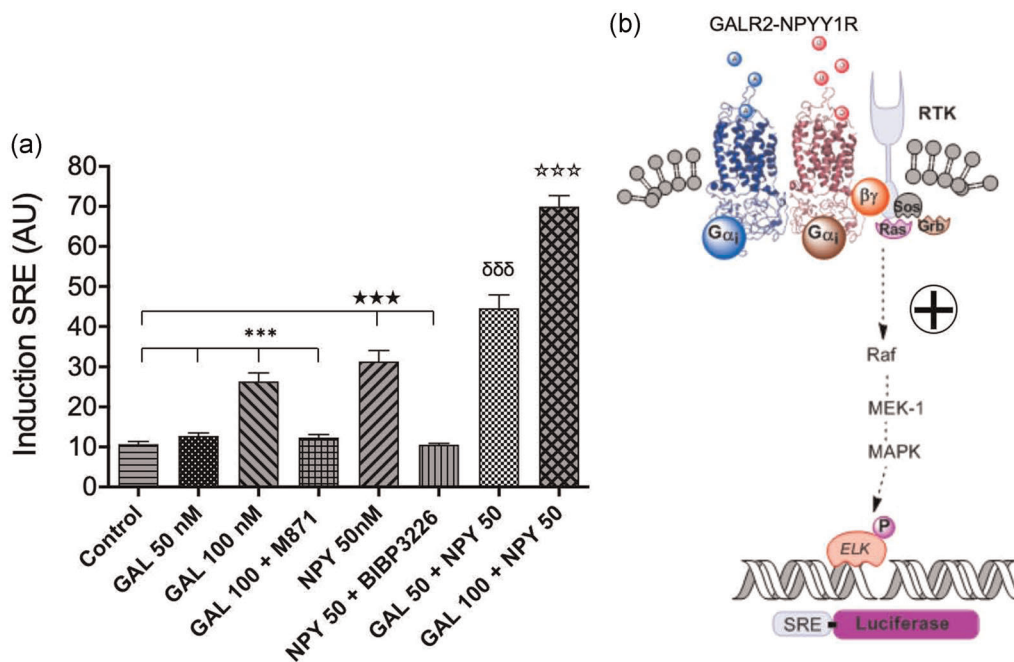 (a)
Induction SRE (AU)
80
70
60
50
40
30
20
10
0
***
★★★
δδδ
☆☆☆
Control
GAL 50 nM
GAL 100 nM
GAL 100 + M871
NPY 50nM
NPY 50 + BIBP3226
GAL 50 + NPY 50
GAL 100 + NPY 50
(b)
GALR2-NPYY1R
RTK
βγ
Sos
Gαi
Gαi
Ras
Grb
Raf
MEK-1
MAPK
P
ELK
SRE
Luciferase